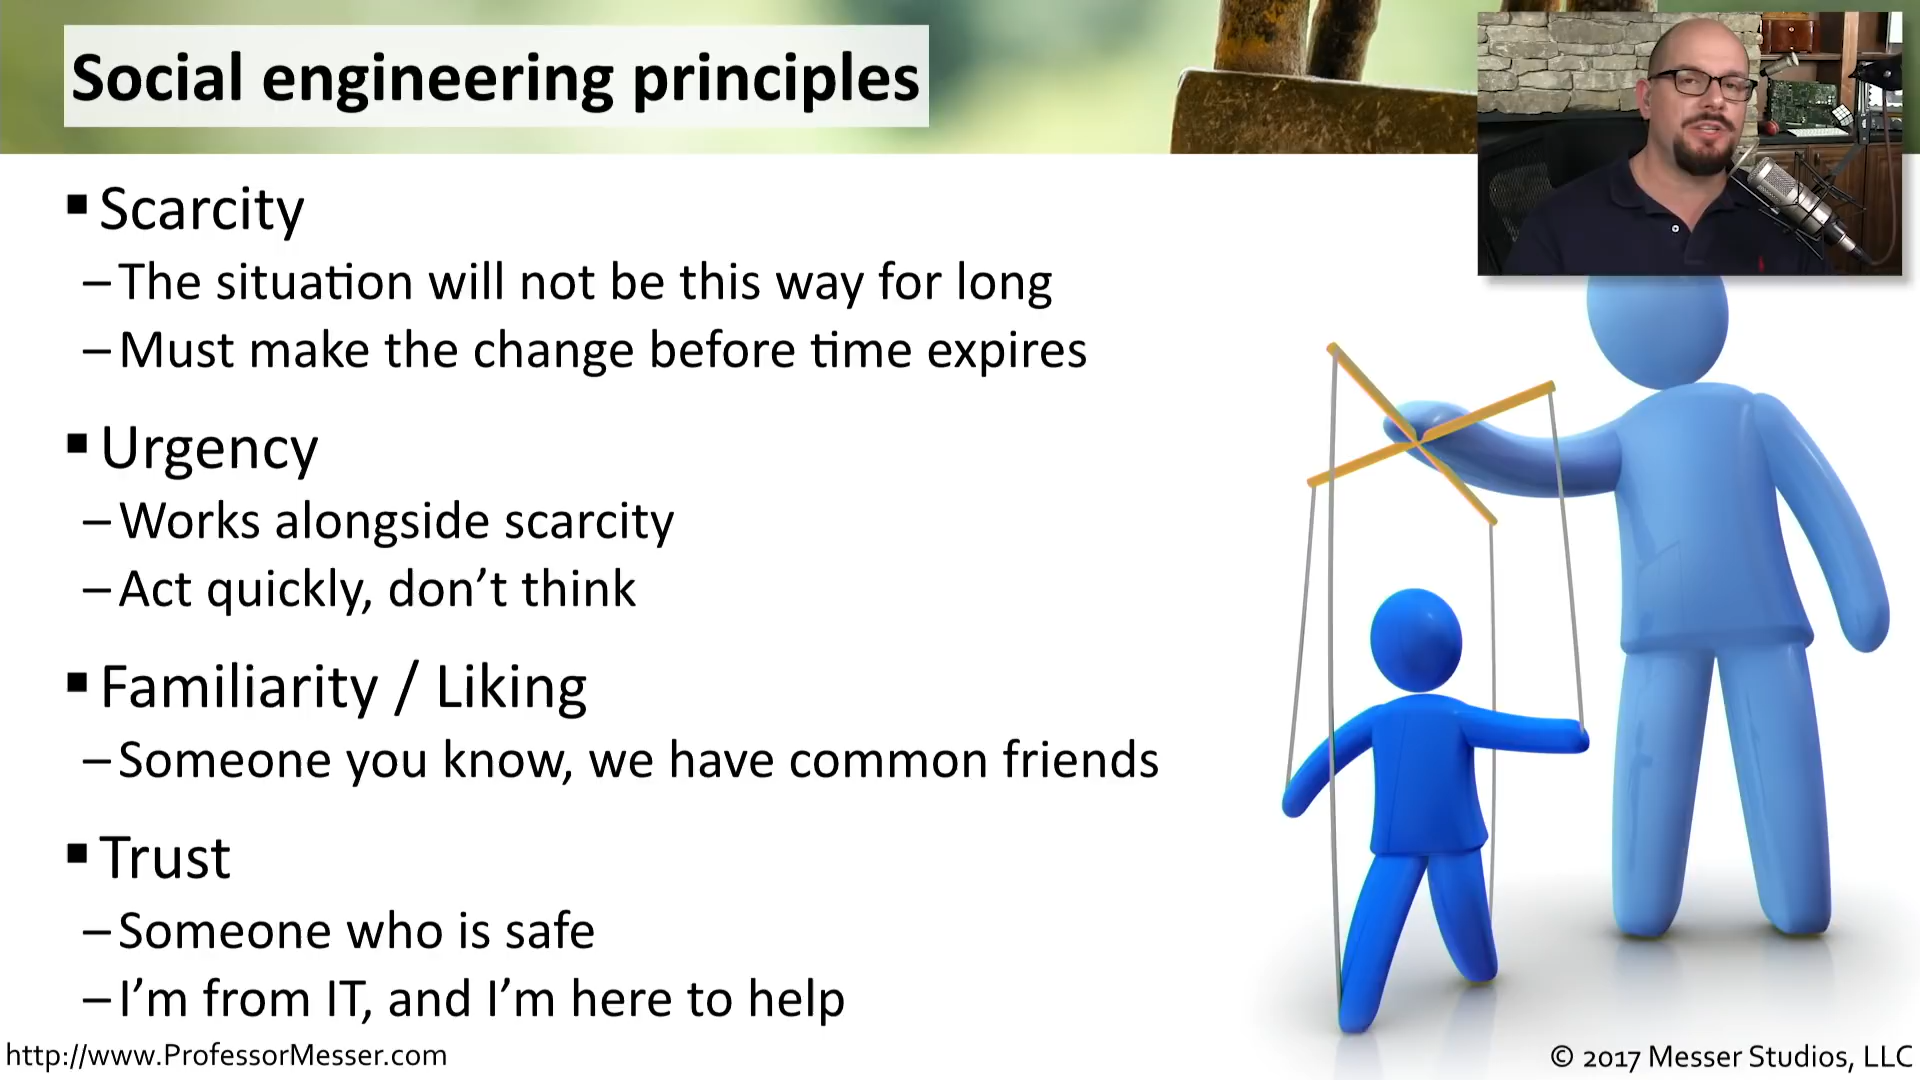 Social engineering principles
▪ Scarcity
– The situation will not be this way for long
– Must make the change before time expires
▪ Urgency
– Works alongside scarcity
– Act quickly, don’t think
▪ Familiarity / Liking
– Someone you know, we have common friends
▪ Trust
– Someone who is safe
– I’m from IT, and I’m here to help
http://www.ProfessorMesser.com
© 2017 Messer Studios, LLC